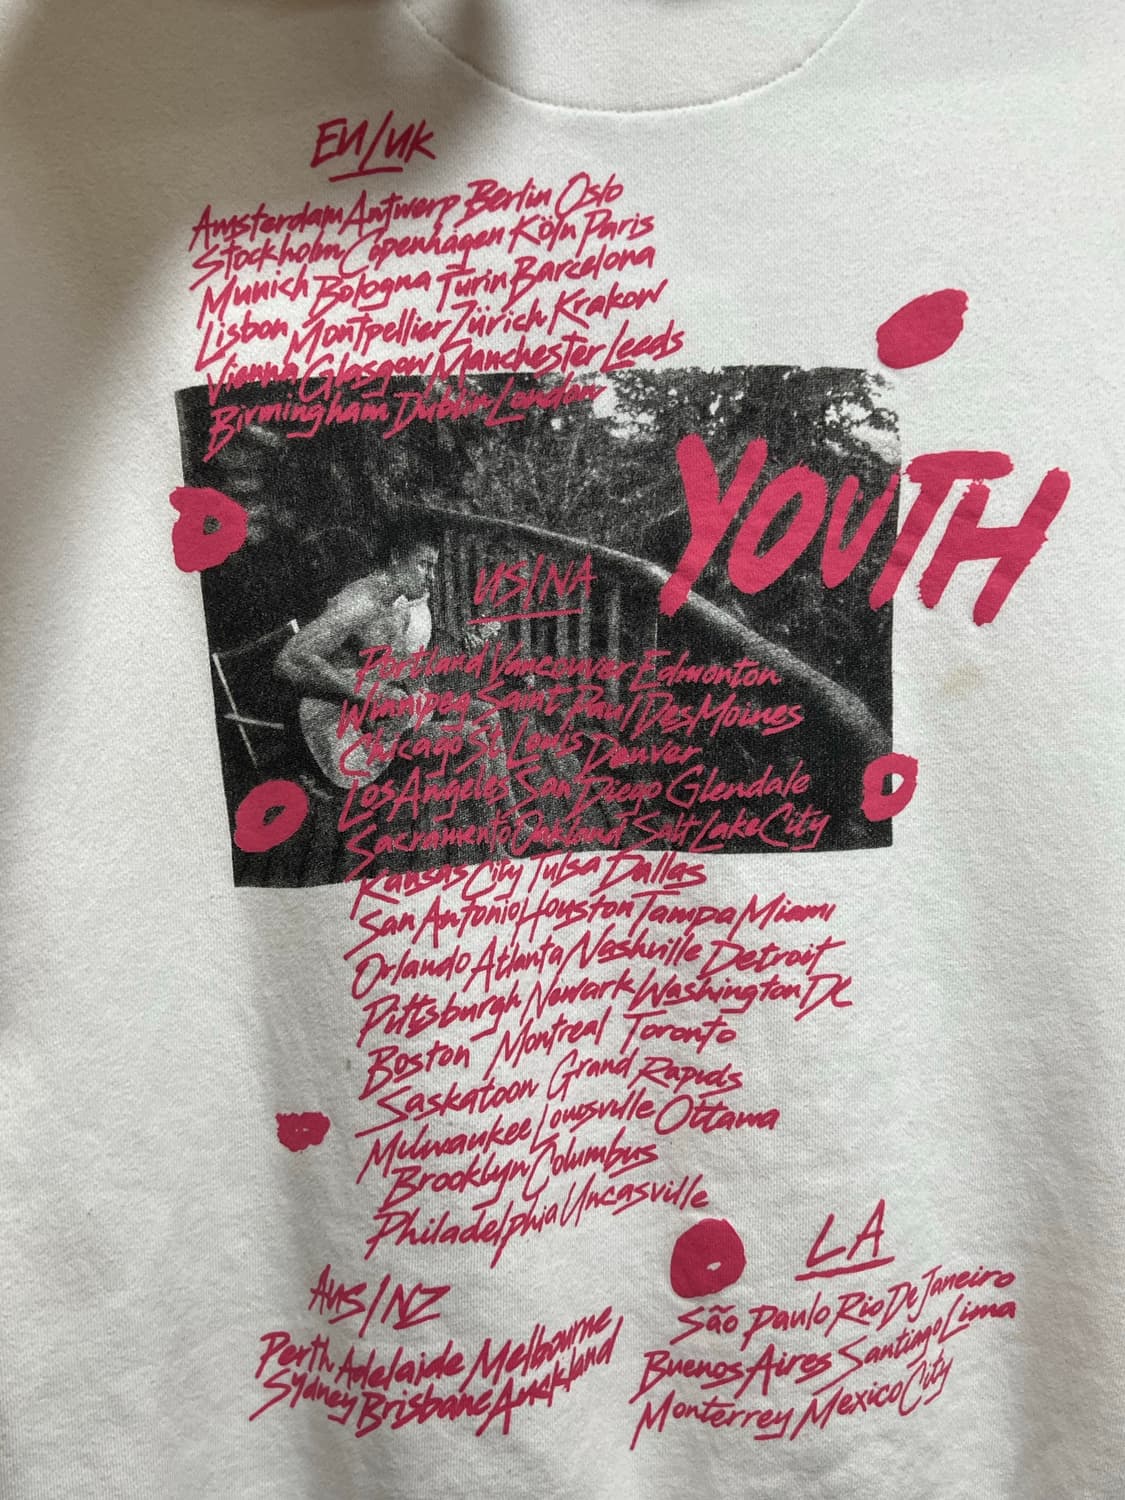 EU/UK
Amsterdam Antwerp Berlin Oslo
Stockholm Copenhagen Köln Paris
Munich Bologna Turin Barcelona
Lisbon Montpellier Zürich Krakow
Vienna Glasgow Manchester Leeds
Birmingham Dublin London
YOUTH
US/NA
Portland Vancouver Edmonton
Winnipeg Saint Paul Des Moines
Chicago St Louis Denver
Los Angeles San Diego Glendale
Sacramento Oakland Salt Lake City
Kansas City Tulsa Dallas
San Antonio Houston Tampa Miami
Orlando Atlanta Nashville Detroit
Pittsburgh Newark Washington DC
Boston Montreal Toronto
Saskatoon Grand Rapids
Milwaukee Louisville Ottawa
Brooklyn Columbus
Philadelphia Uncasville
AUS/NZ
Perth Adelaide Melbourne
Sydney Brisbane Auckland
LA
São Paulo Rio De Janeiro
Buenos Aires Santiago Lima
Monterrey Mexico City